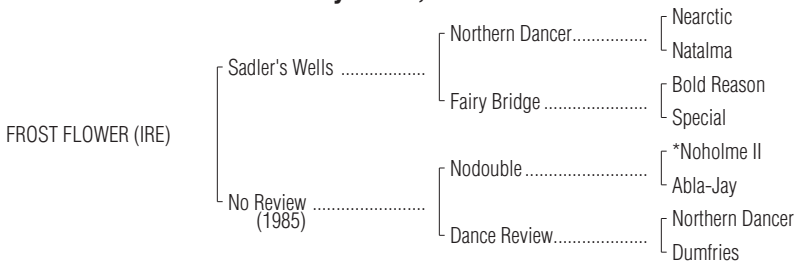 Nearctic
Northern Dancer................
Natalma
Sadler's Wells ..................
Bold Reason
Fairy Bridge ......................
Special
FROST FLOWER (IRE)
*Noholme II
Nodouble ..........................
Abla-Jay
No Review ........................
(1985)
Northern Dancer
Dance Review....................
Dumfries